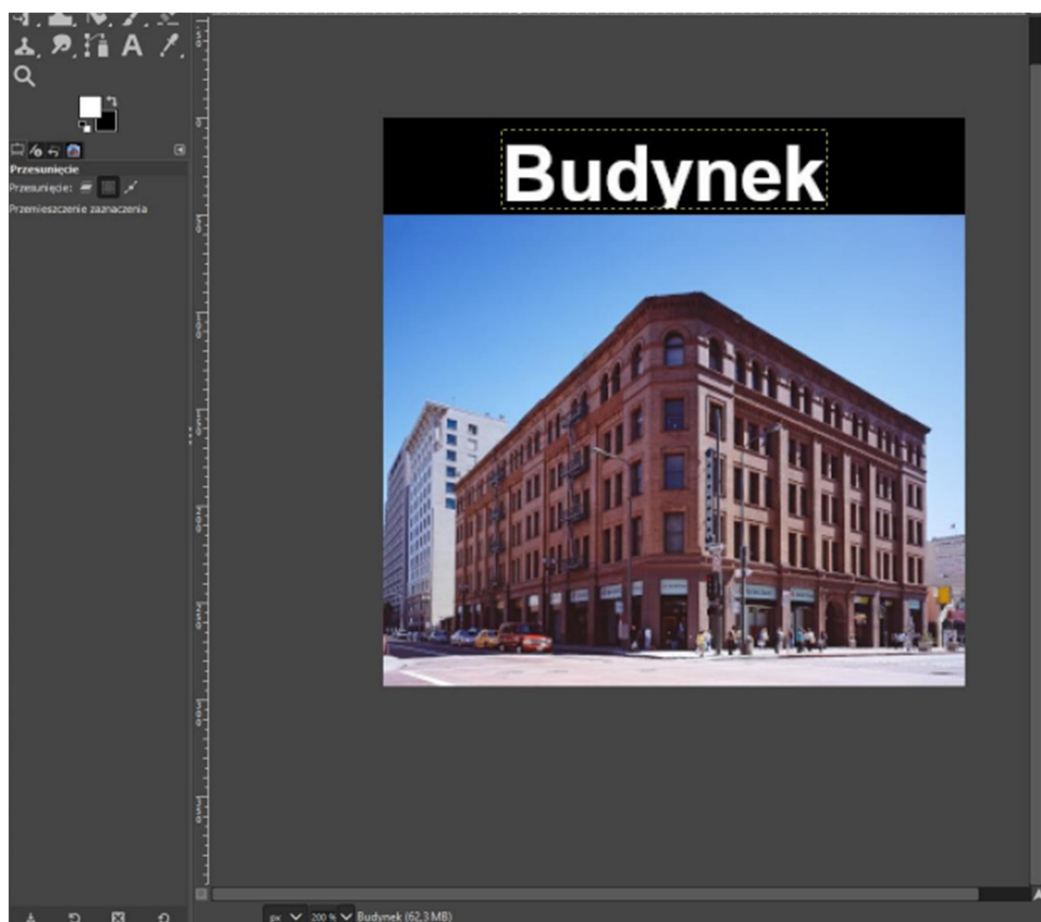 Budynek
Przesunięcie
Przesunięcie:
Przemieszczenie zaznaczenia
px 200 % Budynek (62,3 MB)